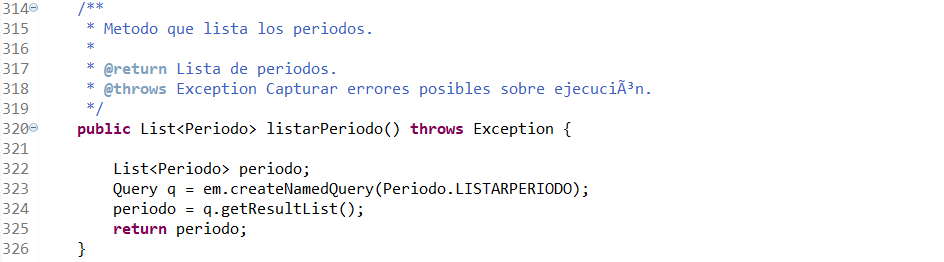 314 /**
315 * Metodo que lista los periodos.
316 *
317 * @return Lista de periodos.
318 * @throws Exception Capturar errores posibles sobre ejecuciÃ³n.
319 */
320 public List<Periodo> listarPeriodo() throws Exception {
321
322 List<Periodo> periodo;
323 Query q = em.createNamedQuery(Periodo.LISTARPERIODO);
324 periodo = q.getResultList();
325 return periodo;
326 }